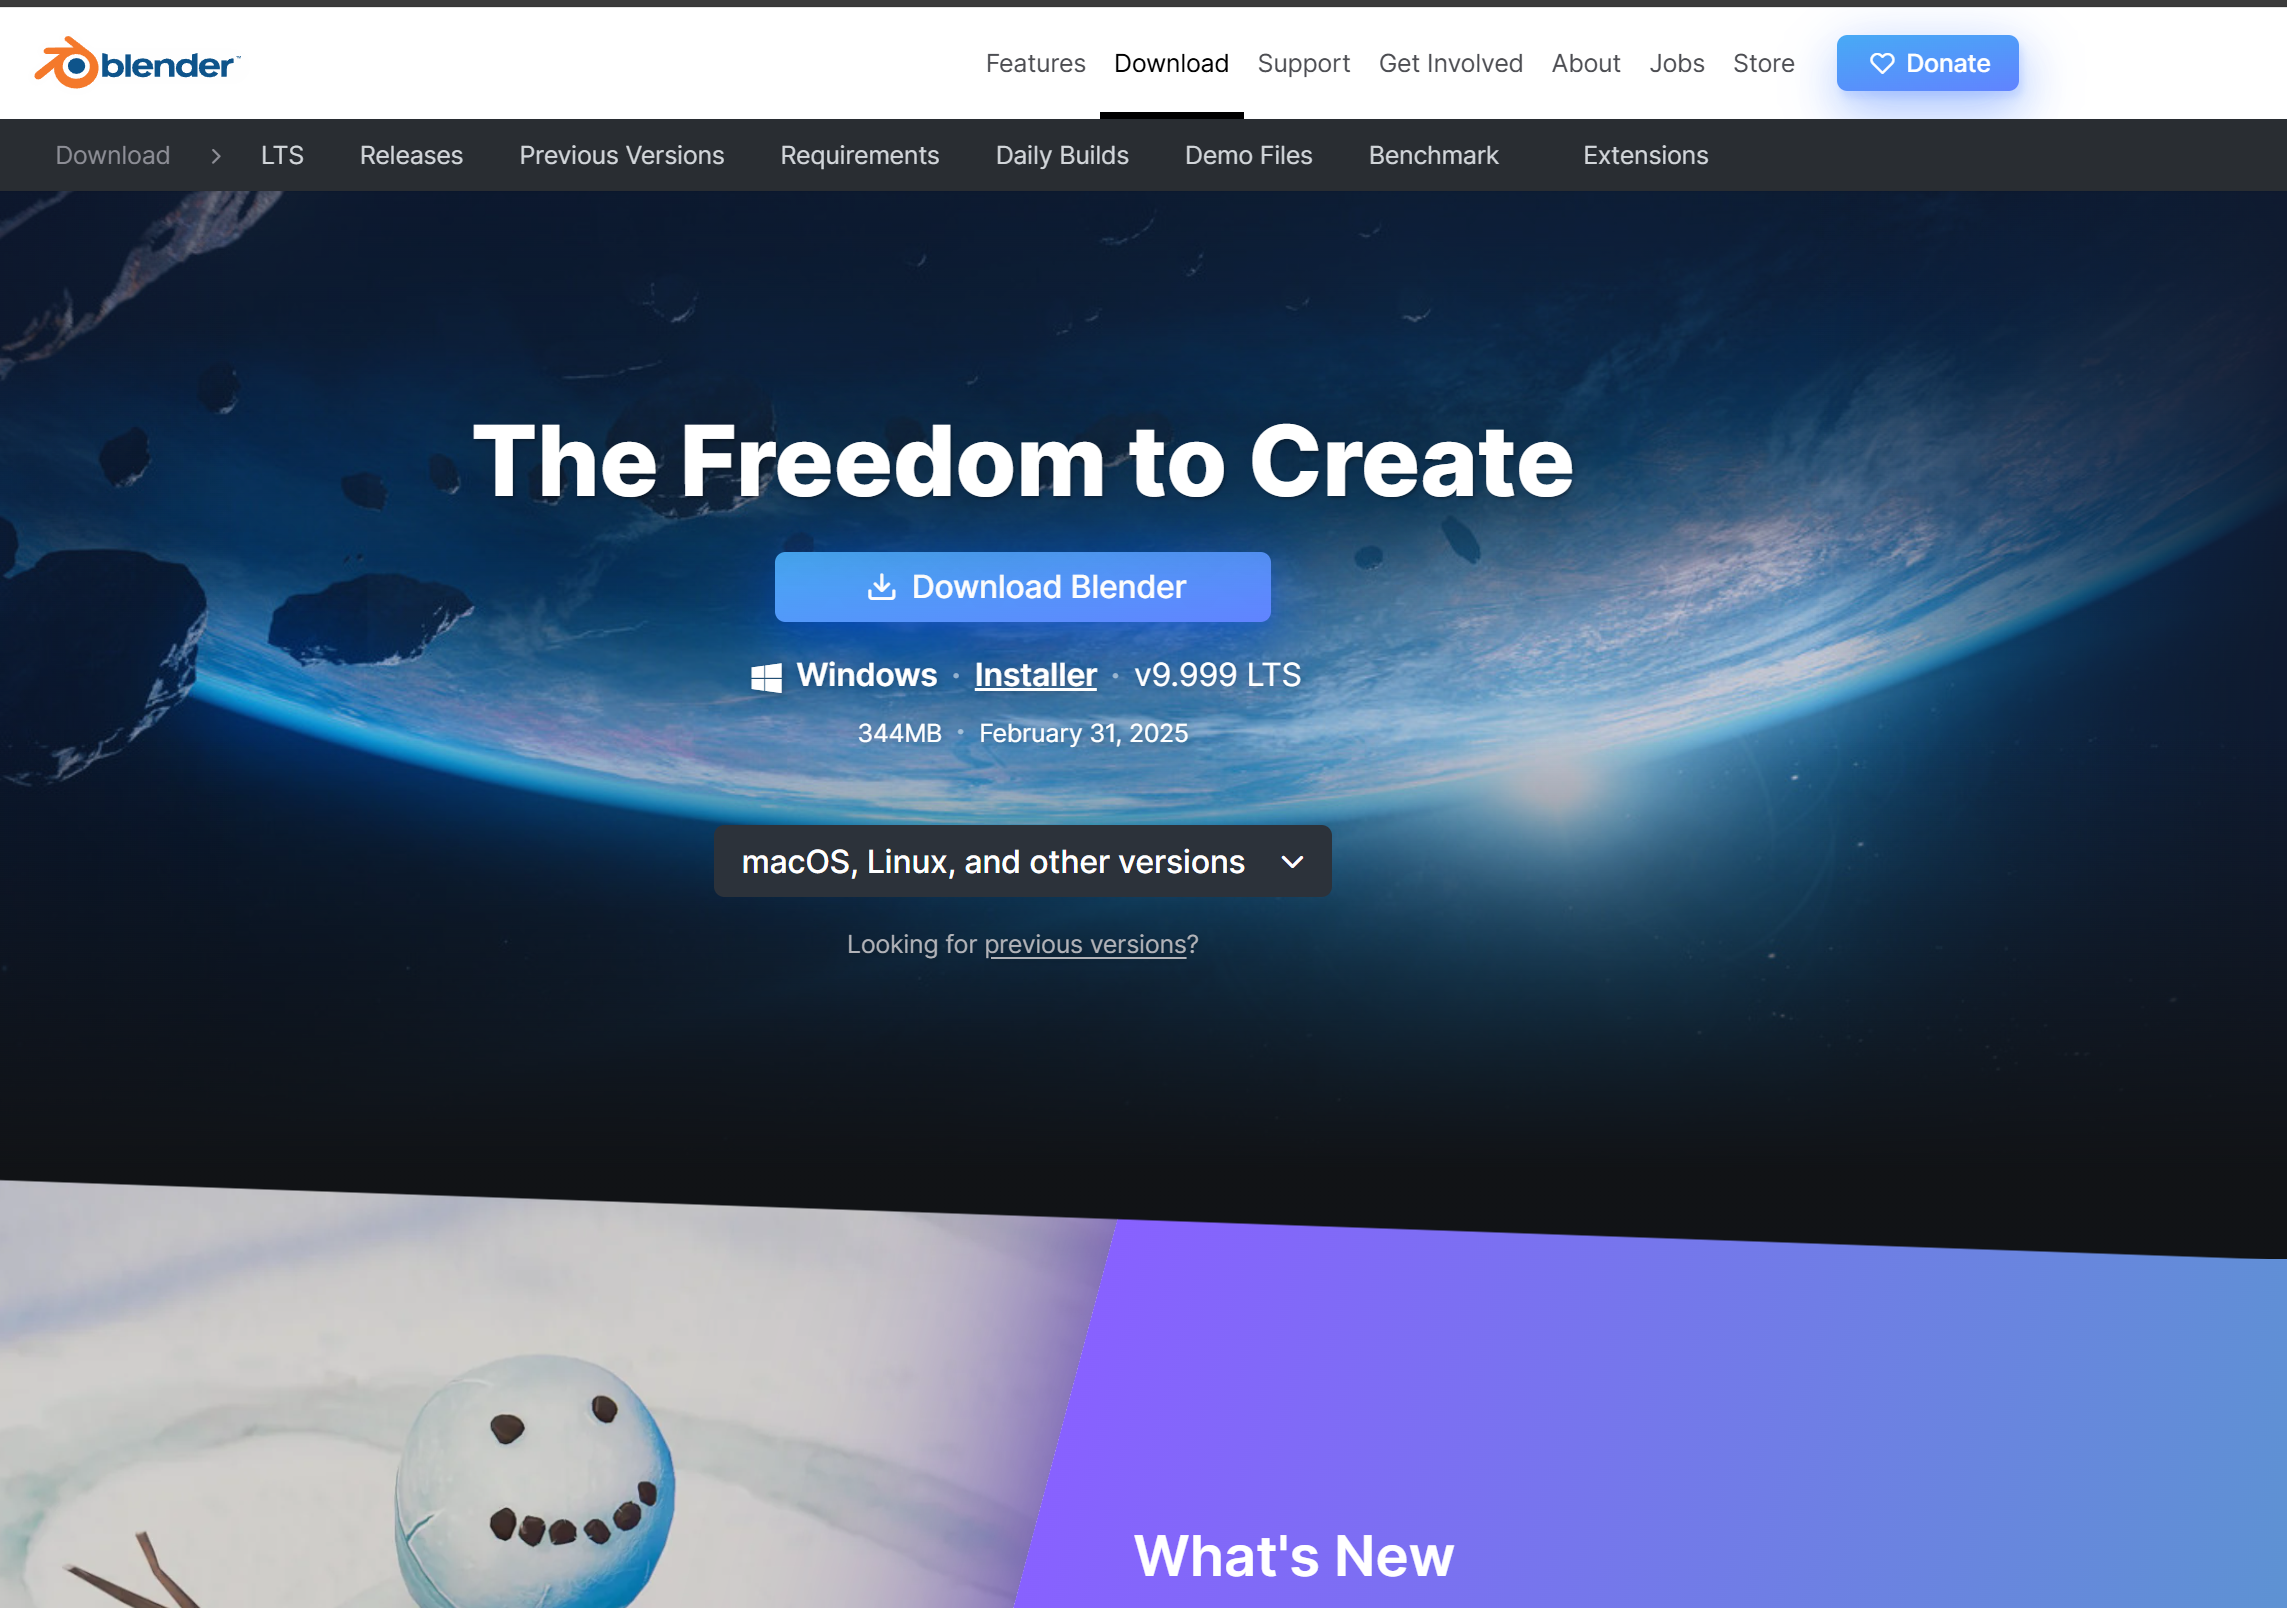 blender™
Features Download Support Get Involved About Jobs Store Donate
Download LTS Releases Previous Versions Requirements Daily Builds Demo Files Benchmark Extensions
The Freedom to Create
Download Blender
Windows · Installer · v9.999 LTS
344MB · February 31, 2025
macOS, Linux, and other versions
Looking for previous versions?
What's New